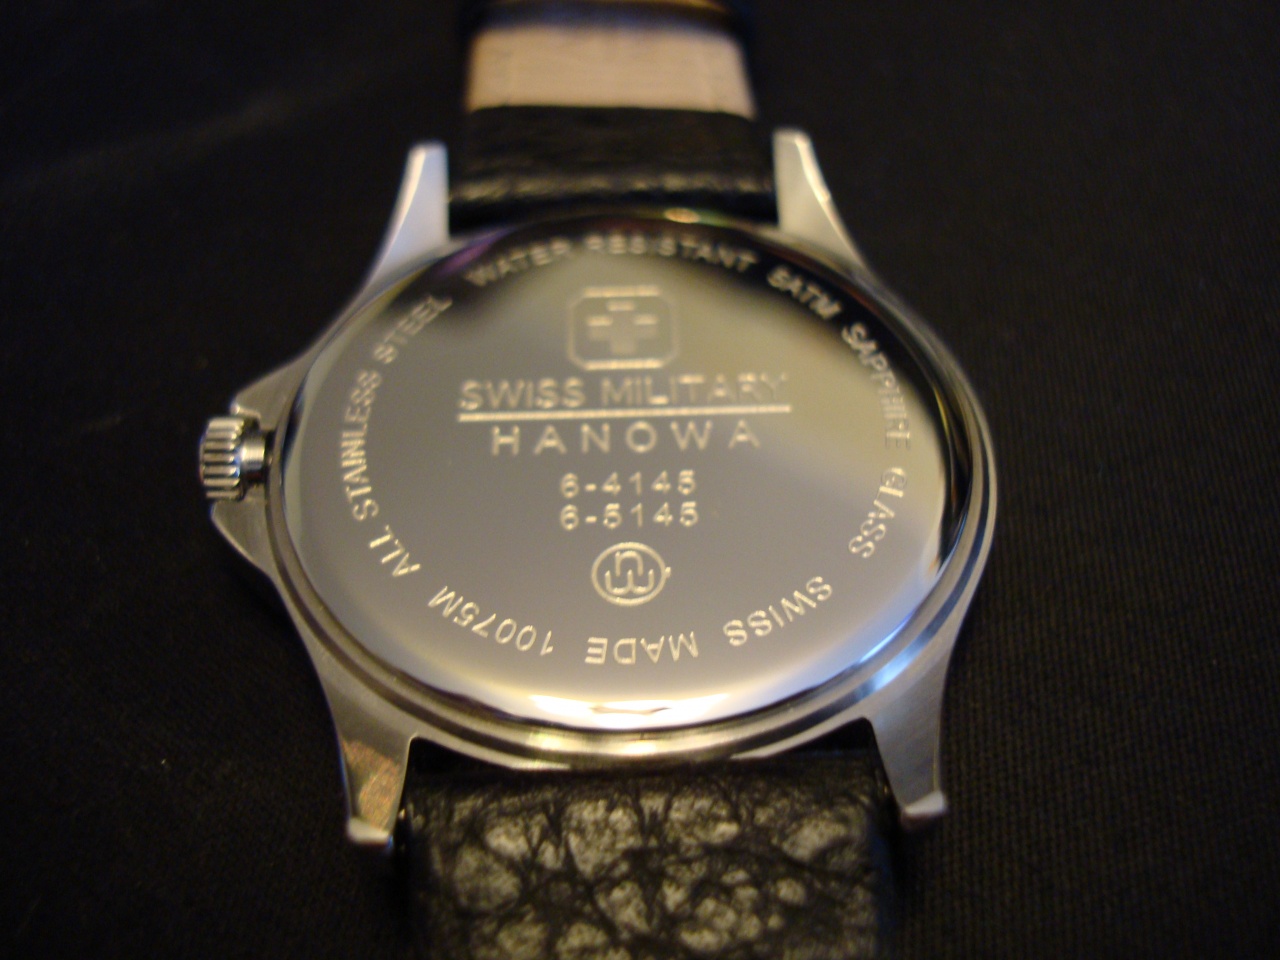 ALL STAINLESS STEEL WATER RESISTANT 5ATM SAPPHIRE GLASS SWISS MADE 10075M
SWISS MILITARY
HANOWA
6-4145
6-5145